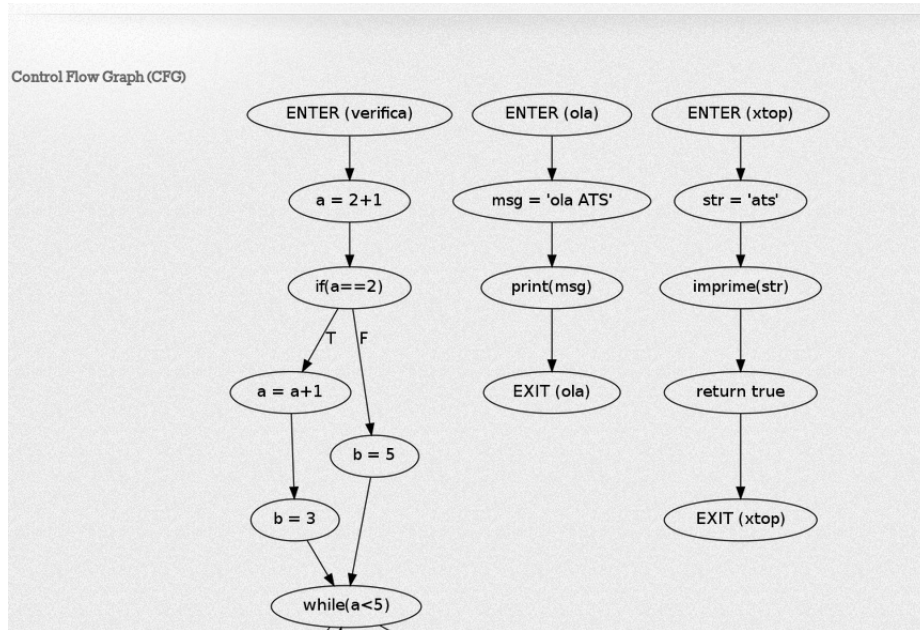 Control Flow Graph (CFG)
ENTER (verifica)
ENTER (ola)
ENTER (xtop)
a = 2+1
msg = 'ola ATS'
str = 'ats'
if(a==2)
print(msg)
imprime(str)
T
F
a = a+1
EXIT (ola)
return true
b = 5
b = 3
EXIT (xtop)
while(a<5)